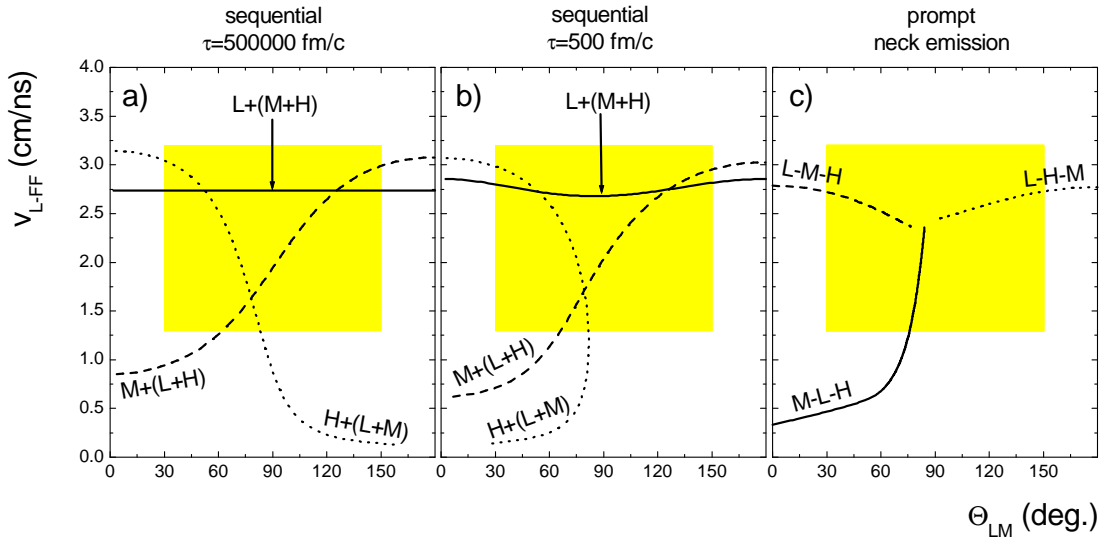 sequential
τ=500000 fm/c
sequential
τ=500 fm/c
prompt
neck emission
v_L-FF (cm/ns)
4.0
3.5
3.0
2.5
2.0
1.5
1.0
0.5
0.0
a)
L+(M+H)
M+(L+H)
H+(L+M)
b)
L+(M+H)
M+(L+H)
H+(L+M)
c)
L-M-H
L-H-M
M-L-H
0 30 60 90 120 150
0 30 60 90 120 150
0 30 60 90 120 150 180
Θ_LM (deg.)